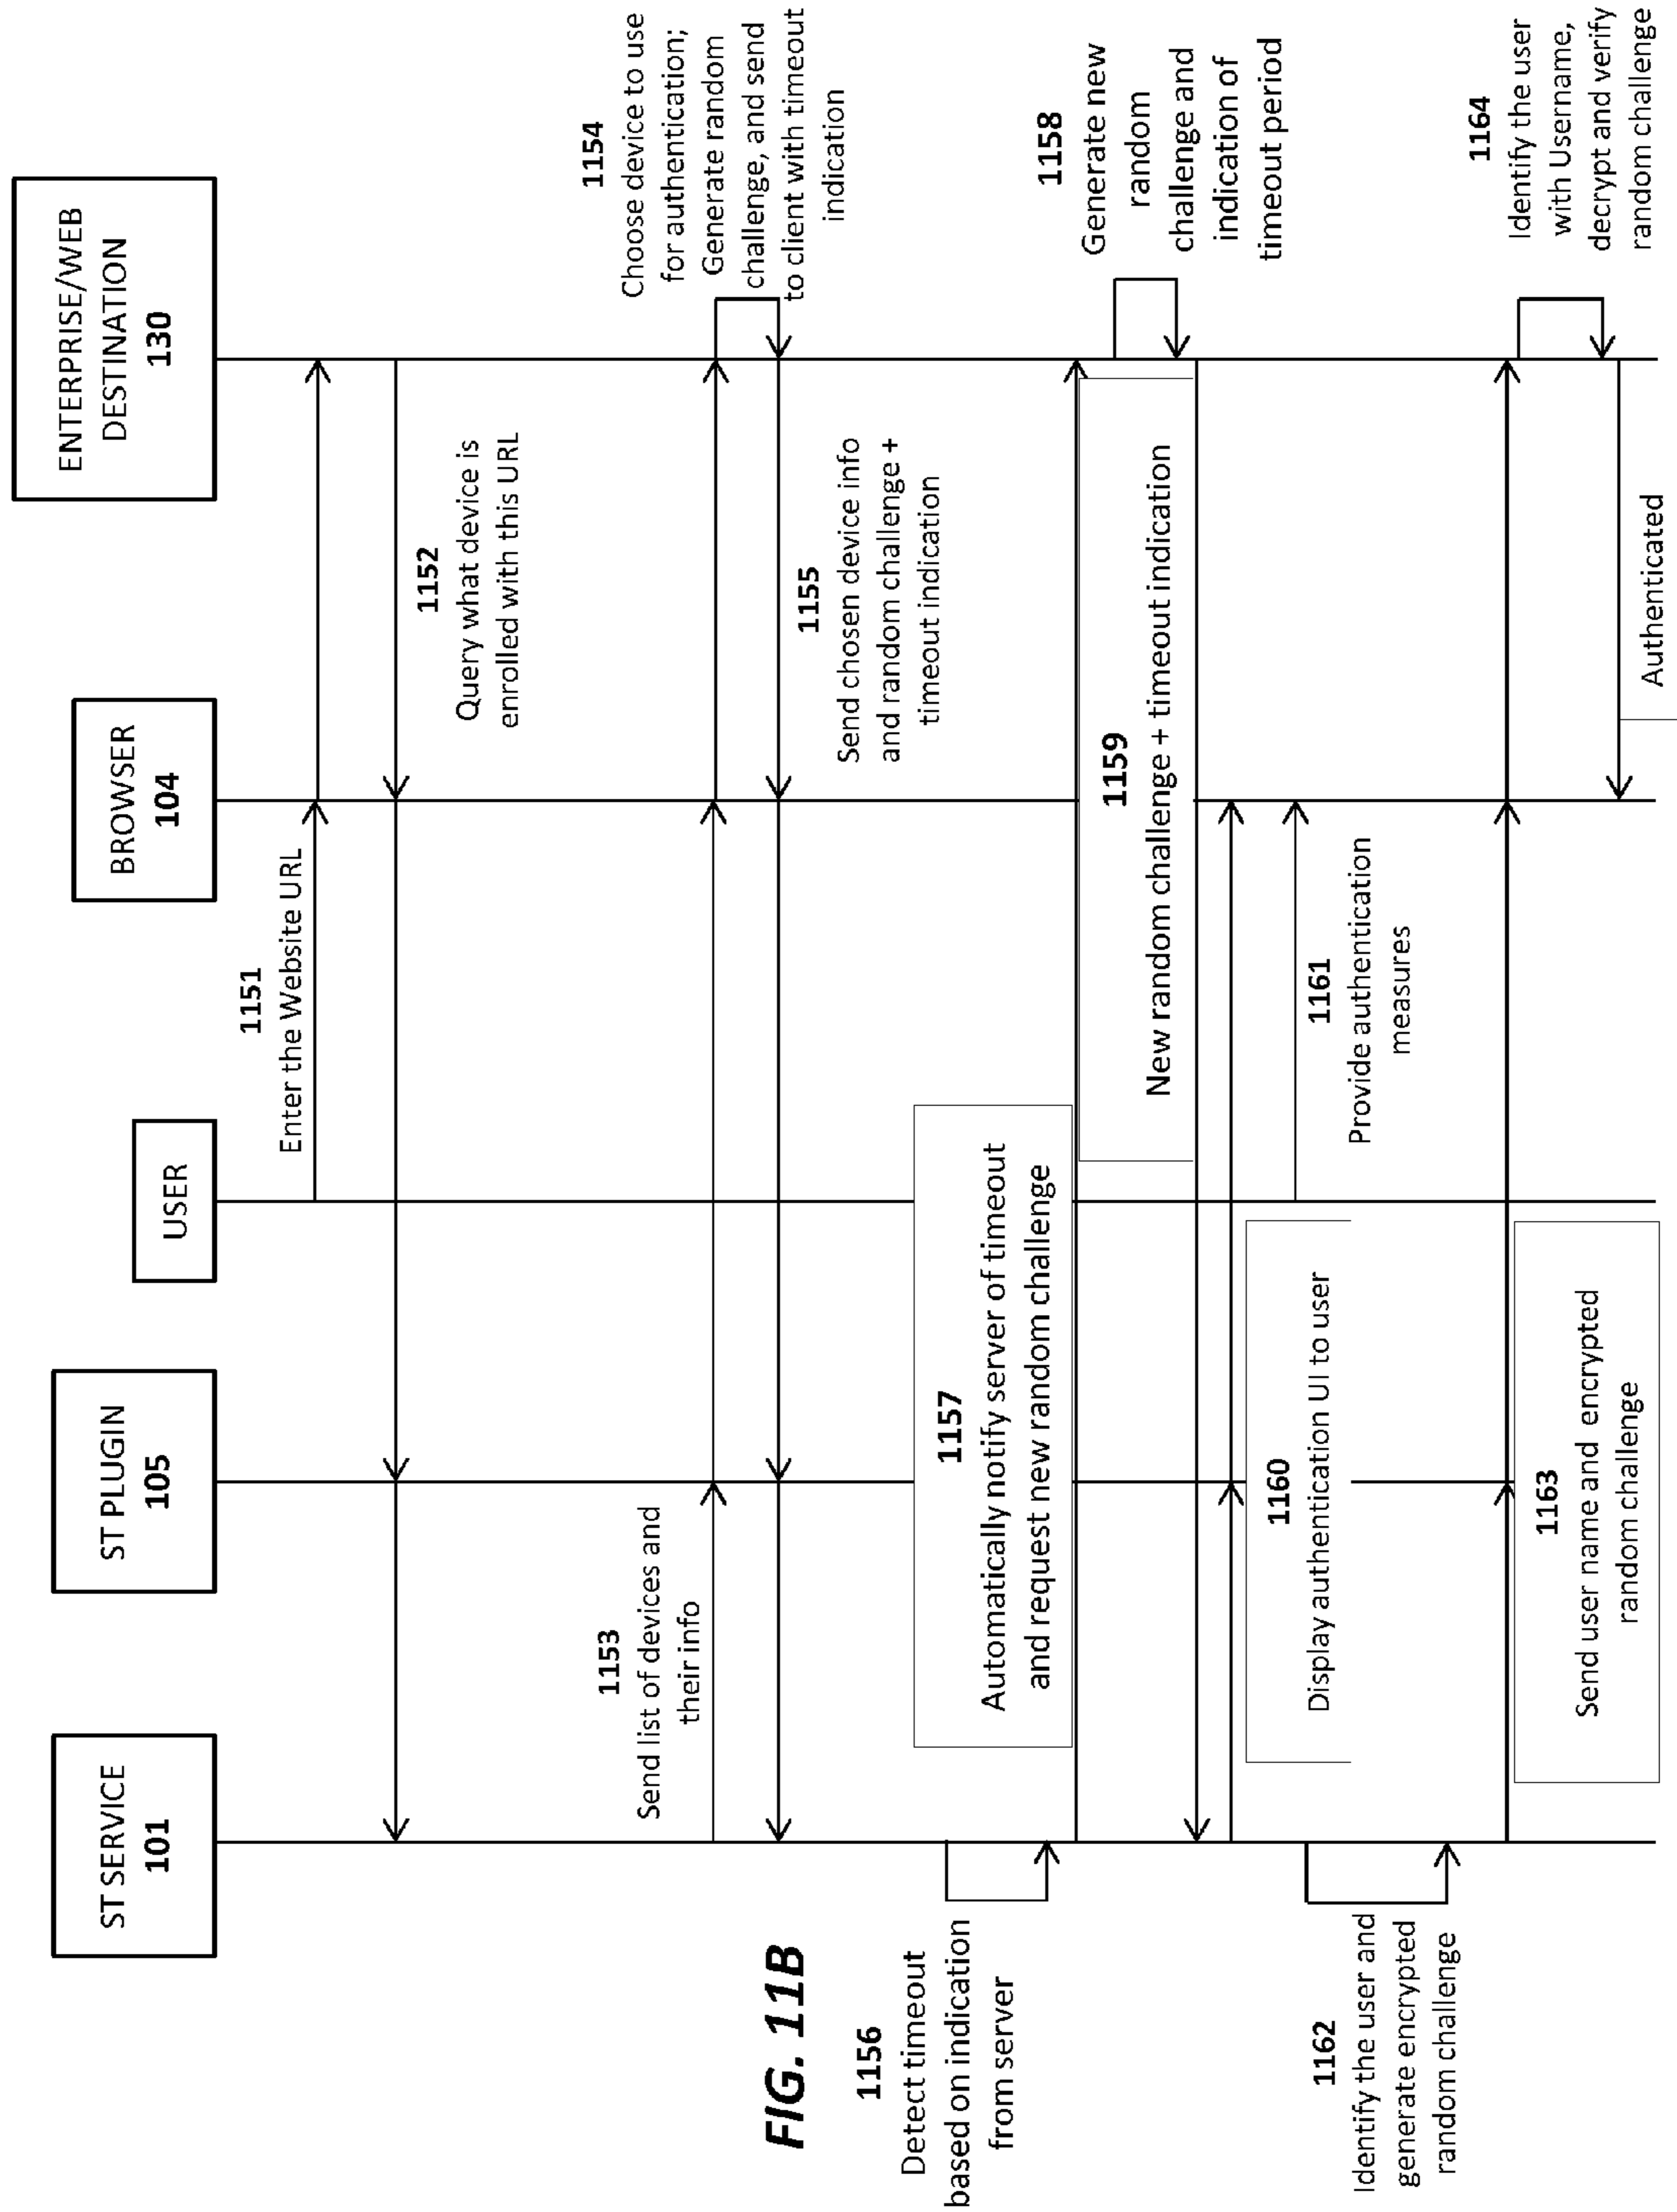 ST SERVICE
101
ST PLUGIN
105
USER
BROWSER
104
ENTERPRISE/WEB
DESTINATION
130
1151
Enter the Website URL
1152
Query what device is
enrolled with this URL
1153
Send list of devices and
their info
1154
Choose device to use
for authentication;
Generate random
challenge, and send
to client with timeout
indication
1155
Send chosen device info
and random challenge +
timeout indication
FIG. 11B
1156
Detect timeout
based on indication
from server
1157
Automatically notify server of timeout
and request new random challenge
1158
Generate new
random
challenge and
indication of
timeout period
1159
New random challenge + timeout indication
1160
Display authentication UI to user
1161
Provide authentication
measures
1162
Identify the user and
generate encrypted
random challenge
1163
Send user name and encrypted
random challenge
1164
Identify the user
with Username,
decrypt and verify
random challenge
Authenticated